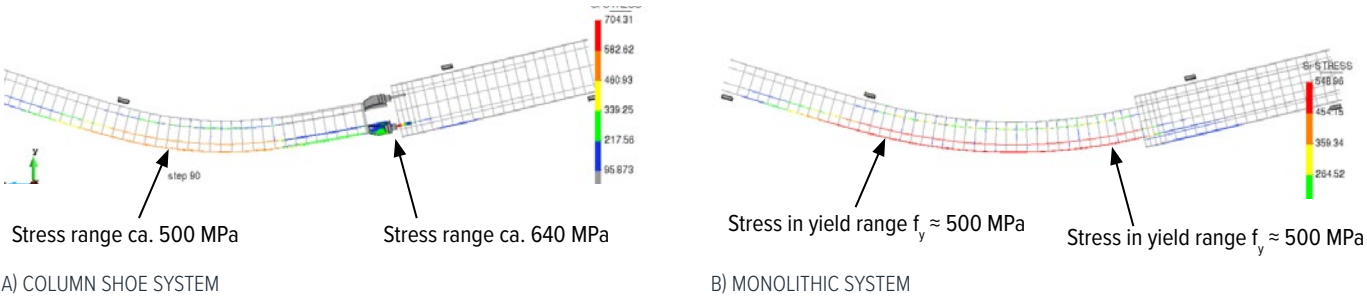 704.31
582.62
460.93
339.25
217.56
95.873
y
step 90
Stress range ca. 500 MPa
Stress range ca. 640 MPa
A) COLUMN SHOE SYSTEM
548.96
454.15
359.34
264.52
Stress in yield range f_y ≈ 500 MPa
Stress in yield range f_y ≈ 500 MPa
B) MONOLITHIC SYSTEM